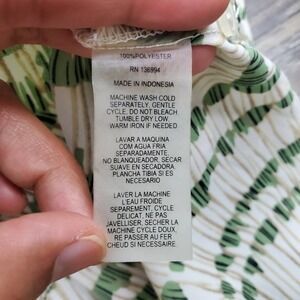 100%POLYESTER
RN 136994
MADE IN INDONESIA
MACHINE WASH COLD
SEPARATELY, GENTLE
CYCLE, DO NOT BLEACH.
TUMBLE DRY LOW
WARM IRON IF NEEDED
LAVAR A MAQUINA
CON AGUA FRIA
SEPARADAMENTE.
NO BLANQUEADOR, SECAR
SUAVE EN SECADORA
PLANCHA TIBIA SI ES
NECESARIO
LAVER LA MACHINE
L'EAU FROIDE
SEPAREMENT, CYCLE
DELICAT, NE PAS
JAVELLISER, SECHER LA
MACHINE CYCLE DOUX.
RE PASSER AU FER
CHEUD SI NECESSAIRE.